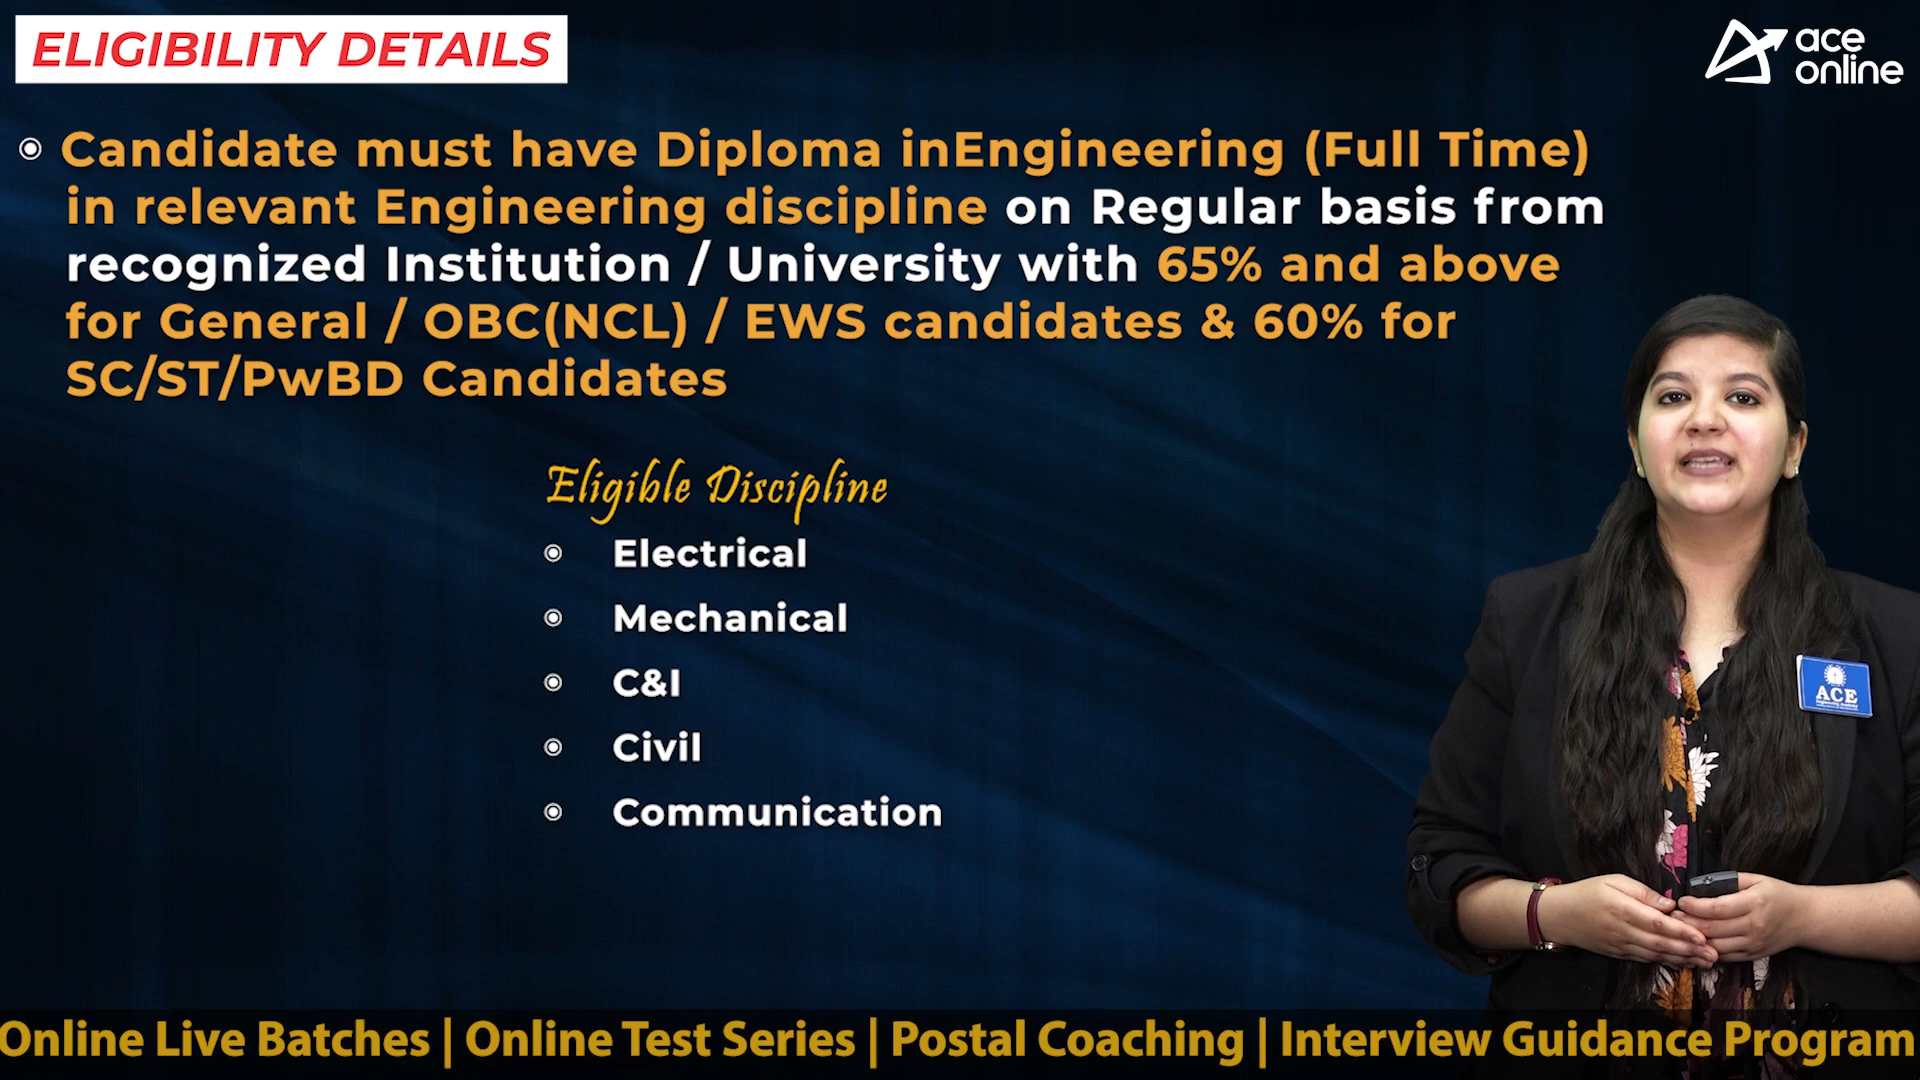 ELIGIBILITY DETAILS
ace
online
Candidate must have Diploma inEngineering (Full Time)
in relevant Engineering discipline on Regular basis from
recognized Institution / University with 65% and above
for General / OBC(NCL) / EWS candidates & 60% for
SC/ST/PwBD Candidates
Eligible Discipline
Electrical
Mechanical
C&I
Civil
Communication
ACE
Engineering Academy
Online Live Batches | Online Test Series | Postal Coaching | Interview Guidance Program